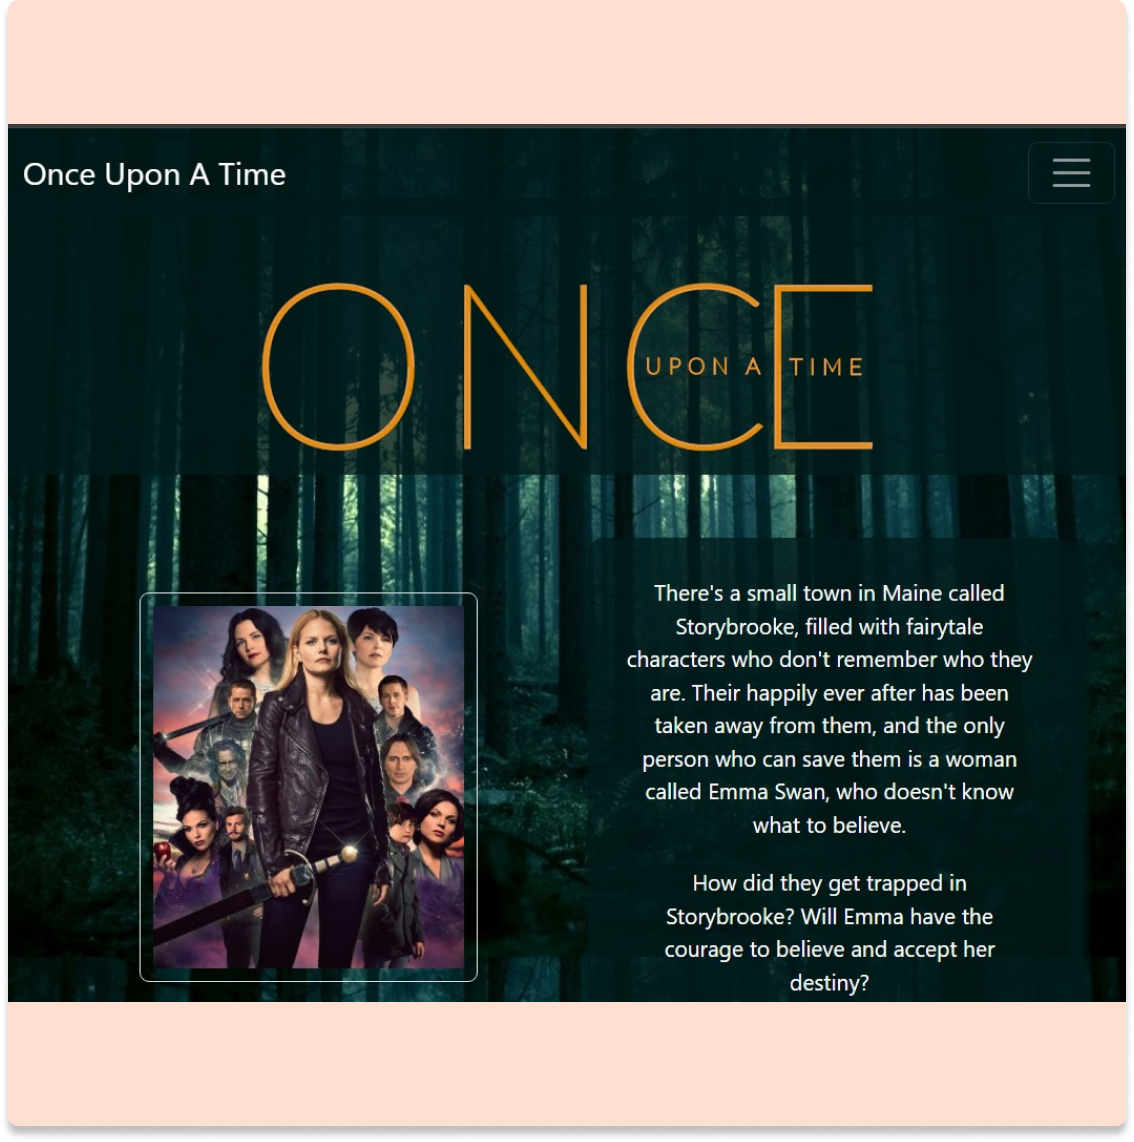 Once Upon A Time
ONCE
UPON A TIME
There's a small town in Maine called
Storybrooke, filled with fairytale
characters who don't remember who they
are. Their happily ever after has been
taken away from them, and the only
person who can save them is a woman
called Emma Swan, who doesn't know
what to believe.
How did they get trapped in
Storybrooke? Will Emma have the
courage to believe and accept her
destiny?